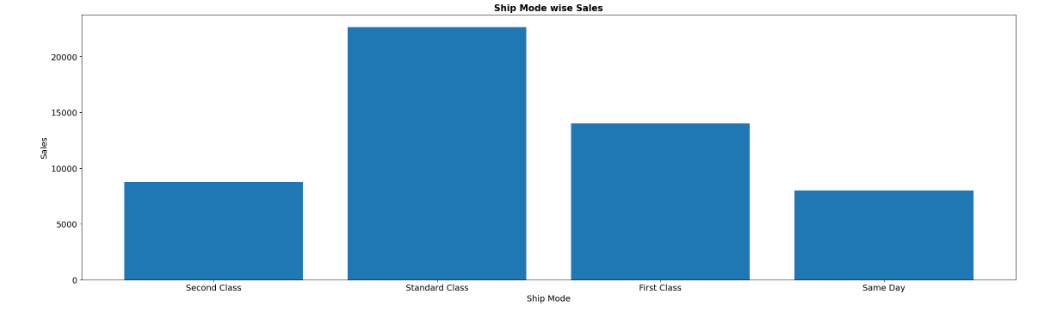 Ship Mode wise Sales
20000
15000
10000
5000
0
Sales
Second Class
Standard Class
First Class
Same Day
Ship Mode